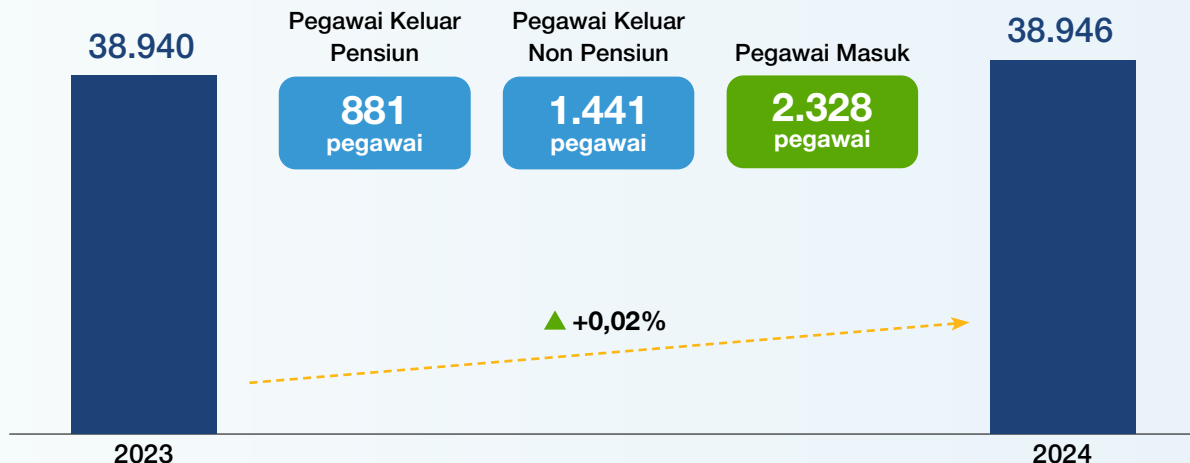 38.940
Pegawai Keluar
Pensiun
881
pegawai
Pegawai Keluar
Non Pensiun
1.441
pegawai
Pegawai Masuk
2.328
pegawai
38.946
+0,02%
2023
2024